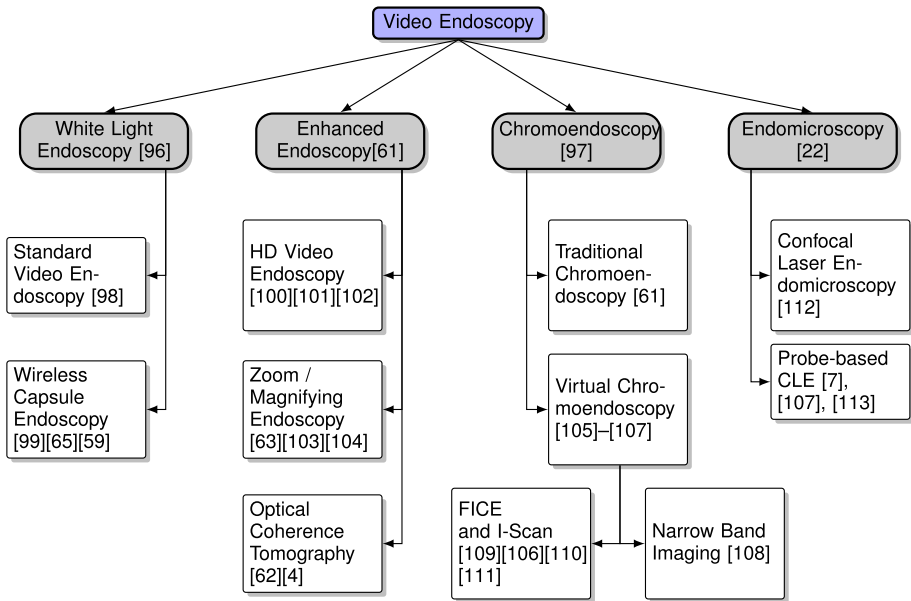 Video Endoscopy
White Light
Endoscopy [96]
Enhanced
Endoscopy[61]
Chromoendoscopy
[97]
Endomicroscopy
[22]
Standard
Video En-
doscopy [98]
HD Video
Endoscopy
[100][101][102]
Traditional
Chromoen-
doscopy [61]
Confocal
Laser En-
domicroscopy
[112]
Wireless
Capsule
Endoscopy
[99][65][59]
Zoom /
Magnifying
Endoscopy
[63][103][104]
Virtual Chro-
moendoscopy
[105]–[107]
Probe-based
CLE [7],
[107], [113]
Optical
Coherence
Tomography
[62][4]
FICE
and I-Scan
[109][106][110]
[111]
Narrow Band
Imaging [108]